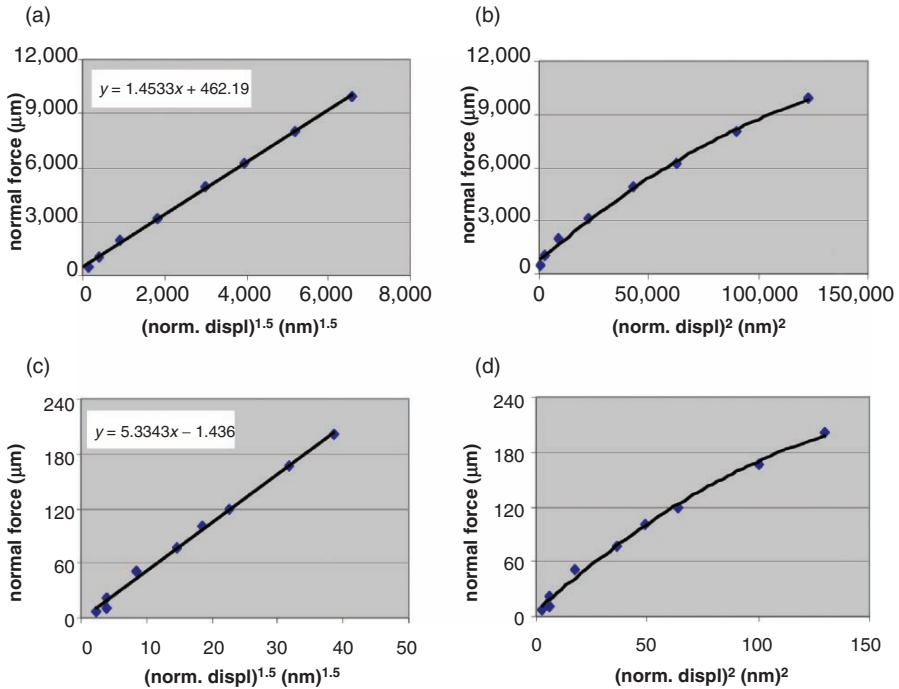 (a)
12,000
9,000
6,000
3,000
0
normal force (μm)
y = 1.4533x + 462.19
0 2,000 4,000 6,000 8,000
(norm. displ)^1.5 (nm)^1.5
(b)
12,000
9,000
6,000
3,000
0
normal force (μm)
0 50,000 100,000 150,000
(norm. displ)^2 (nm)^2
(c)
240
180
120
60
0
normal force (μm)
y = 5.3343x − 1.436
0 10 20 30 40 50
(norm. displ)^1.5 (nm)^1.5
(d)
240
180
120
60
0
normal force (μm)
0 50 100 150
(norm. displ)^2 (nm)^2